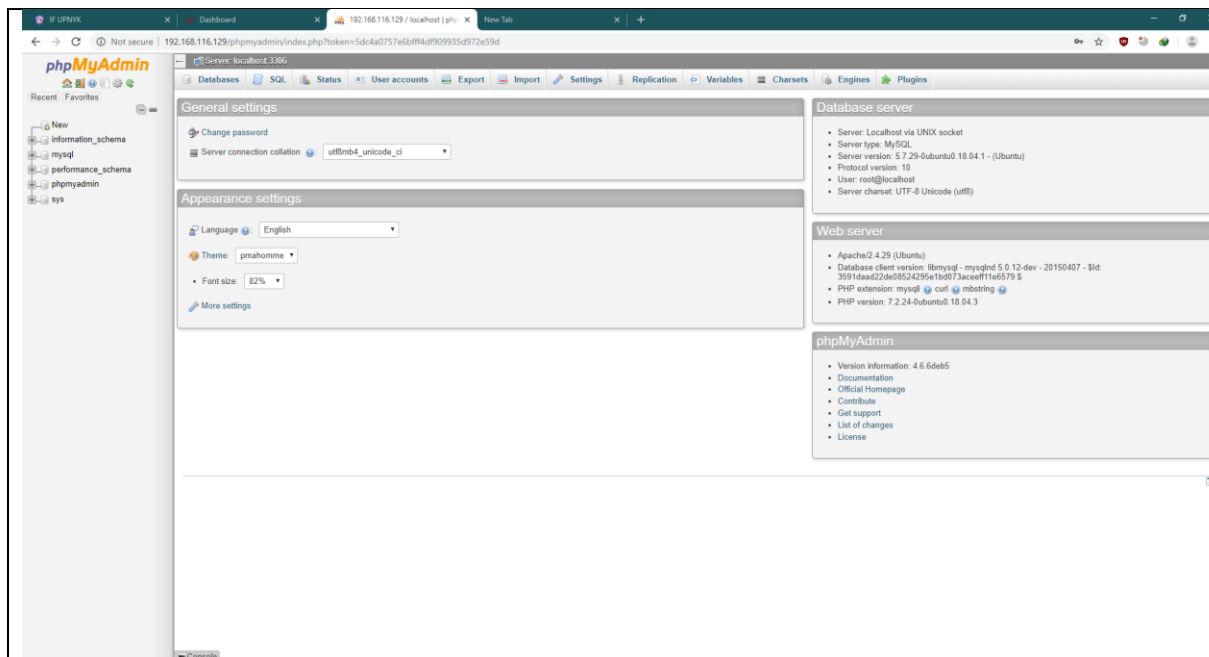 IF UPNYK
Dashboard
192.168.116.129 / localhost | php
New Tab
Not secure
192.168.116.129/phpmyadmin/index.php?token=5dc4a0757e6bfff4df909935d972e59d
phpMyAdmin
Recent Favorites
New
information_schema
mysql
performance_schema
phpmyadmin
sys
Server: localhost:3306
Databases SQL Status User accounts Export Import Settings Replication Variables Charsets Engines Plugins
General settings
Change password
Server connection collation : utf8mb4_unicode_ci
Appearance settings
Language : English
Theme: pmahomme
Font size: 82%
More settings
Database server
Server: Localhost via UNIX socket
Server type: MySQL
Server version: 5.7.29-0ubuntu0.18.04.1 - (Ubuntu)
Protocol version: 10
User: root@localhost
Server charset: UTF-8 Unicode (utf8)
Web server
Apache/2.4.29 (Ubuntu)
Database client version: libmysql - mysqlnd 5.0.12-dev - 20150407 - $Id:
3591daad22de08524295e1bd073aceeff11e6579 $
PHP extension: mysqli curl mbstring
PHP version: 7.2.24-0ubuntu0.18.04.3
phpMyAdmin
Version information: 4.6.6deb5
Documentation
Official Homepage
Contribute
Get support
List of changes
License
Console